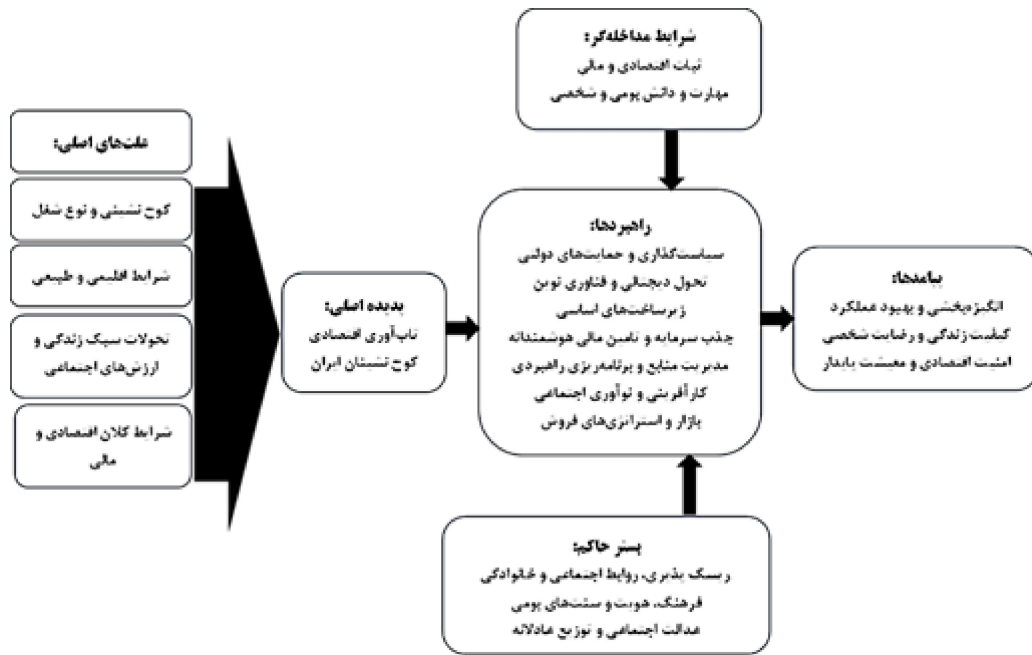 شرایط مداخله‌گر:
ثبات اقتصادی و مالی
مهارت و دانش بومی و شخصی
علت‌های اصلی:
کوچ نشینی و نوع شغل
شرایط اقلیمی و طبیعی
تحولات سبک زندگی و
ارزش‌های اجتماعی
شرایط کلان اقتصادی و
مالی
پدیده اصلی:
تاب‌آوری اقتصادی
کوچ نشینان ایران
راهبردها:
سیاست‌گذاری و حمایت‌های دولتی
تحول دیجیتالی و فناوری نوین
زیرساخت‌های اساسی
جذب سرمایه و تامین مالی هوشمندانه
مدیریت منابع و برنامه‌ریزی راهبردی
کارآفرینی و نوآوری اجتماعی
بازار و استراتژی‌های فروش
پیامدها:
انگیزه‌بخشی و بهبود عملکرد
کیفیت زندگی و رضایت شخصی
امنیت اقتصادی و معیشت پایدار
بستر حاکم:
ریسک پذیری، روابط اجتماعی و خانوادگی
فرهنگ، هویت و سنت‌های بومی
عدالت اجتماعی و توزیع عادلانه